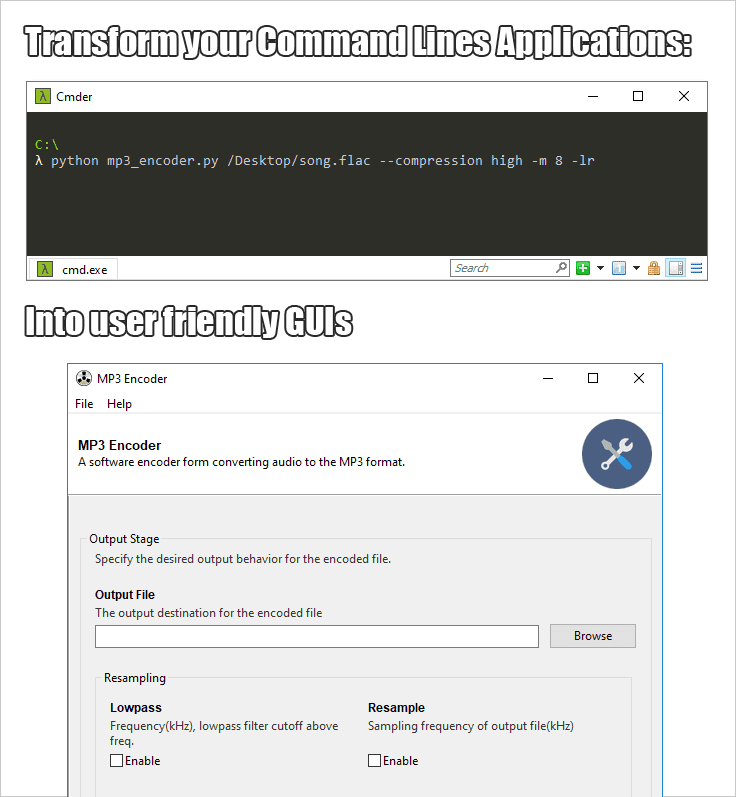 Transform your Command Lines Applications:
Cmder
C:\
λ python mp3_encoder.py /Desktop/song.flac --compression high -m 8 -lr
cmd.exe
Search
Into user friendly GUIs
MP3 Encoder
File Help
MP3 Encoder
A software encoder form converting audio to the MP3 format.
Output Stage
Specify the desired output behavior for the encoded file.
Output File
The output destination for the encoded file
Browse
Resampling
Lowpass
Frequency(kHz), lowpass filter cutoff above
freq.
Enable
Resample
Sampling frequency of output file(kHz)
Enable